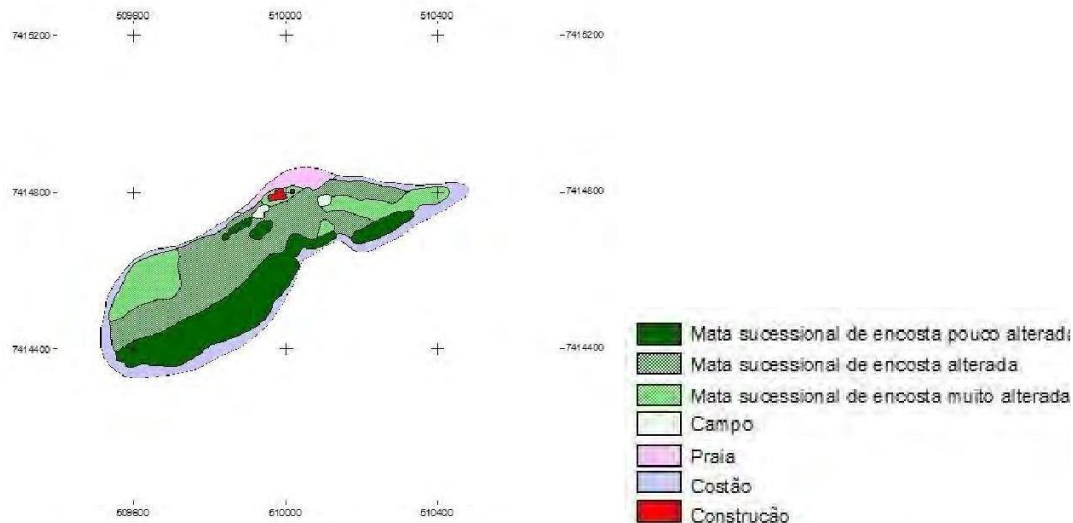 509600 510000 510400
7415200 7415200
7414800 7414800
7414400 7414400
509600 510000 510400
Mata sucessional de encosta pouco alterada
Mata sucessional de encosta alterada
Mata sucessional de encosta muito alterada
Campo
Praia
Costão
Construcão